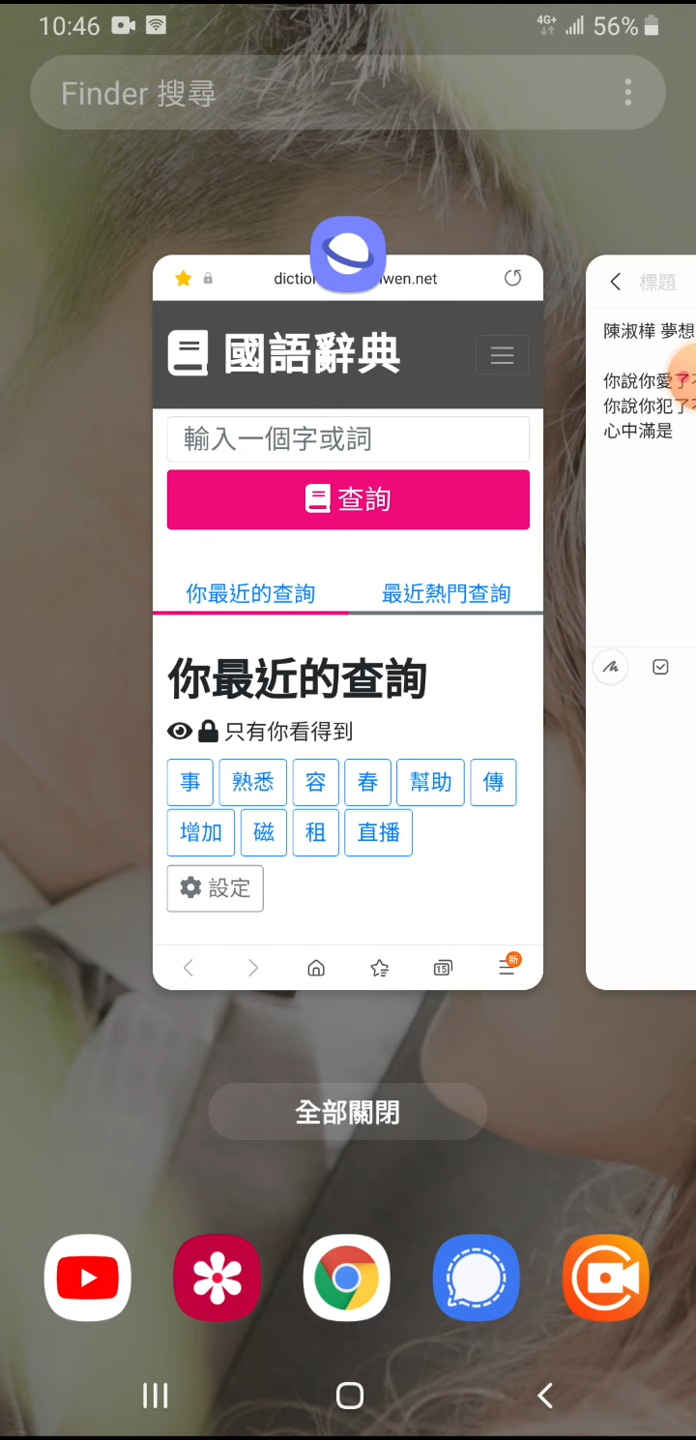 10:46
4G+ 56%
Finder 搜尋
標題
陳淑樺 夢想
國語辭典
你說你愛了
你說你犯了
心中滿是
輸入一個字或詞
查詢
你最近的查詢 最近熱門查詢
你最近的查詢
只有你看得到
事 熟悉 容 春 幫助 傳
增加 磁 租 直播
設定
15 新
全部關閉